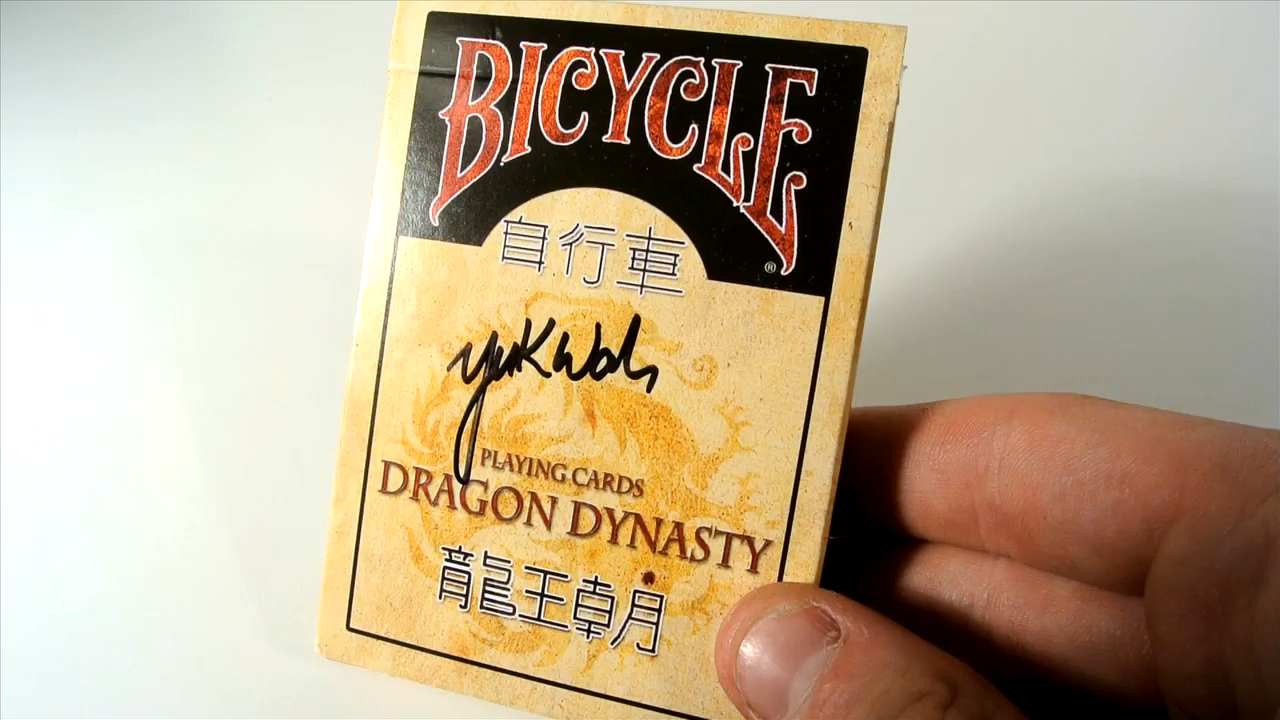 BICYCLE
®
自行車
PLAYING CARDS
DRAGON DYNASTY
龍王朝